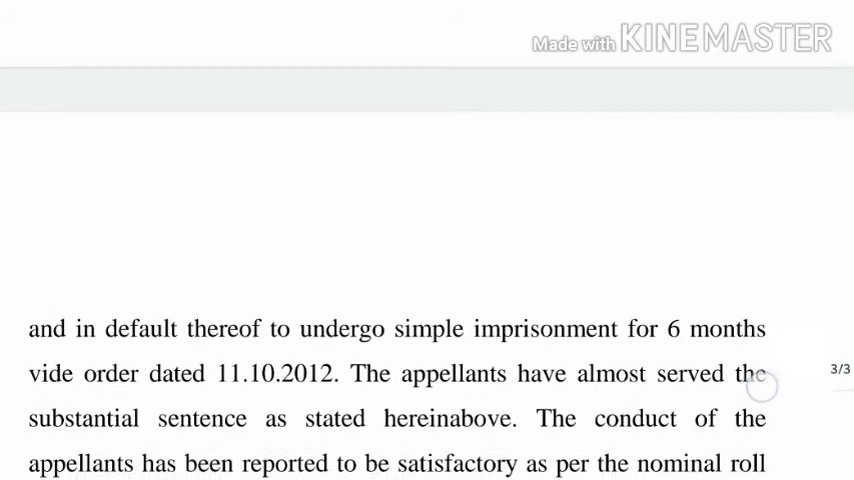 Made with KINEMASTER
and in default thereof to undergo simple imprisonment for 6 months
vide order dated 11.10.2012. The appellants have almost served the
3/3
substantial sentence as stated hereinabove. The conduct of the
appellants has been reported to be satisfactory as per the nominal roll